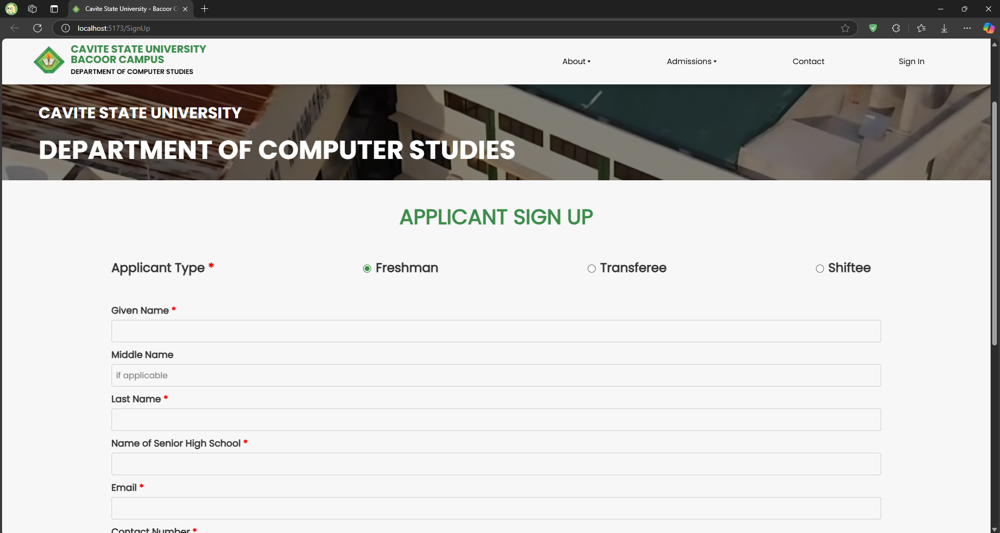 Cavite State University - Bacoor C
localhost:5173/SignUp
CAVITE STATE UNIVERSITY
BACOOR CAMPUS
DEPARTMENT OF COMPUTER STUDIES
About ▾
Admissions ▾
Contact
Sign In
CAVITE STATE UNIVERSITY
DEPARTMENT OF COMPUTER STUDIES
APPLICANT SIGN UP
Applicant Type *
Freshman
Transferee
Shiftee
Given Name *
Middle Name
if applicable
Last Name *
Name of Senior High School *
Email *
Contact Number *